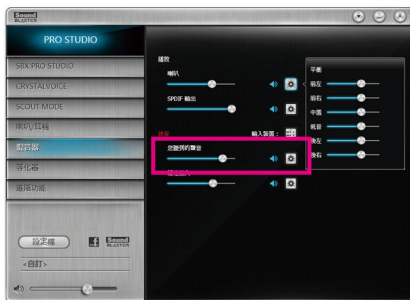 Sound
BLASTER
PRO STUDIO
SBX PRO STUDIO
CRYSTALVOICE
SCOUT MODE
喇叭/耳機
混音器
等化器
進階功能
設定檔
f
Sound
BLASTER
<自訂>
播放
喇叭
SPDIF 輸出
錄音
輸入裝置：
您聽到的聲音
平衡
前左
前右
中置
低音
後左
後右